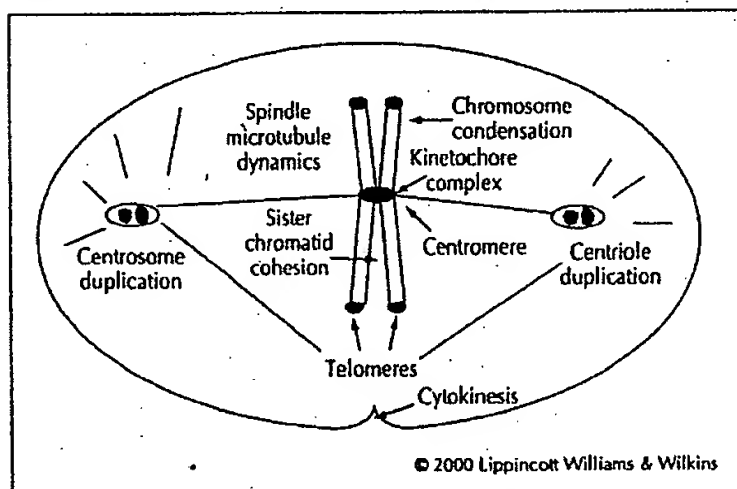 Spindle
microtubule
dynamics
Chromosome
condensation
Kinetochore
complex
Sister
chromatid
cohesion
Centromere
Centrosome
duplication
Centriole
duplication
Telomeres
Cytokinesis
© 2000 Lippincott Williams & Wilkins